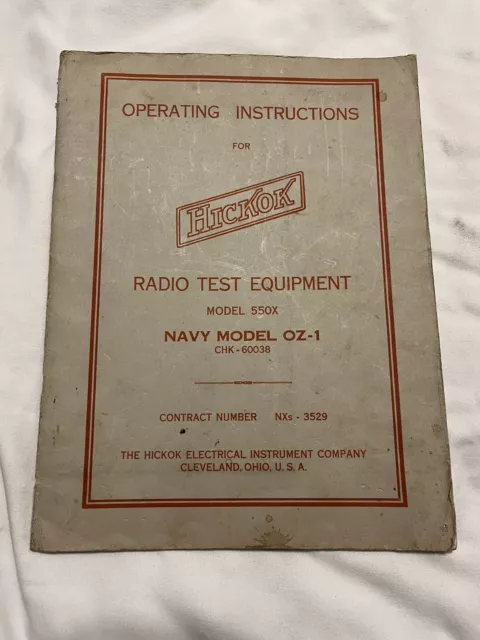 OPERATING INSTRUCTIONS
FOR
HICKOK
RADIO TEST EQUIPMENT
MODEL 550X
NAVY MODEL OZ-1
CHK-60038
CONTRACT NUMBER NXs - 3529
THE HICKOK ELECTRICAL INSTRUMENT COMPANY
CLEVELAND, OHIO, U. S. A.